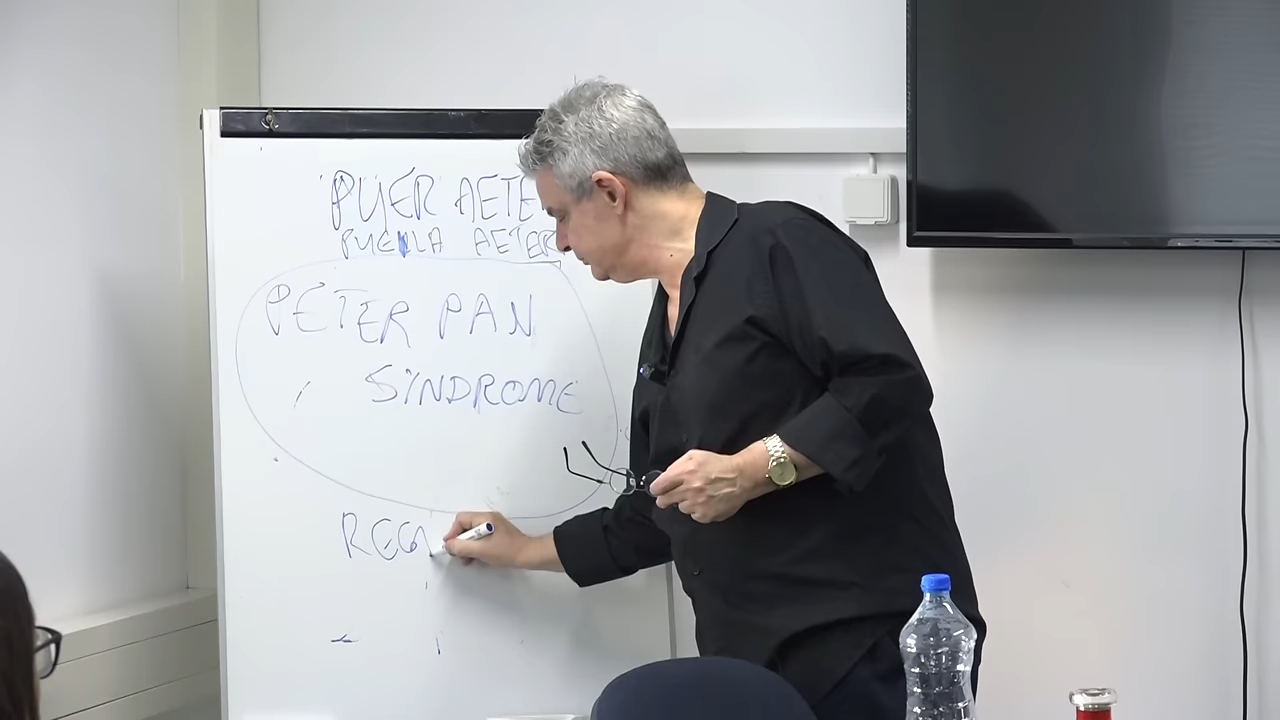 PUER AETE
PUELLA AETER
PETER PAN
SYNDROME
REG